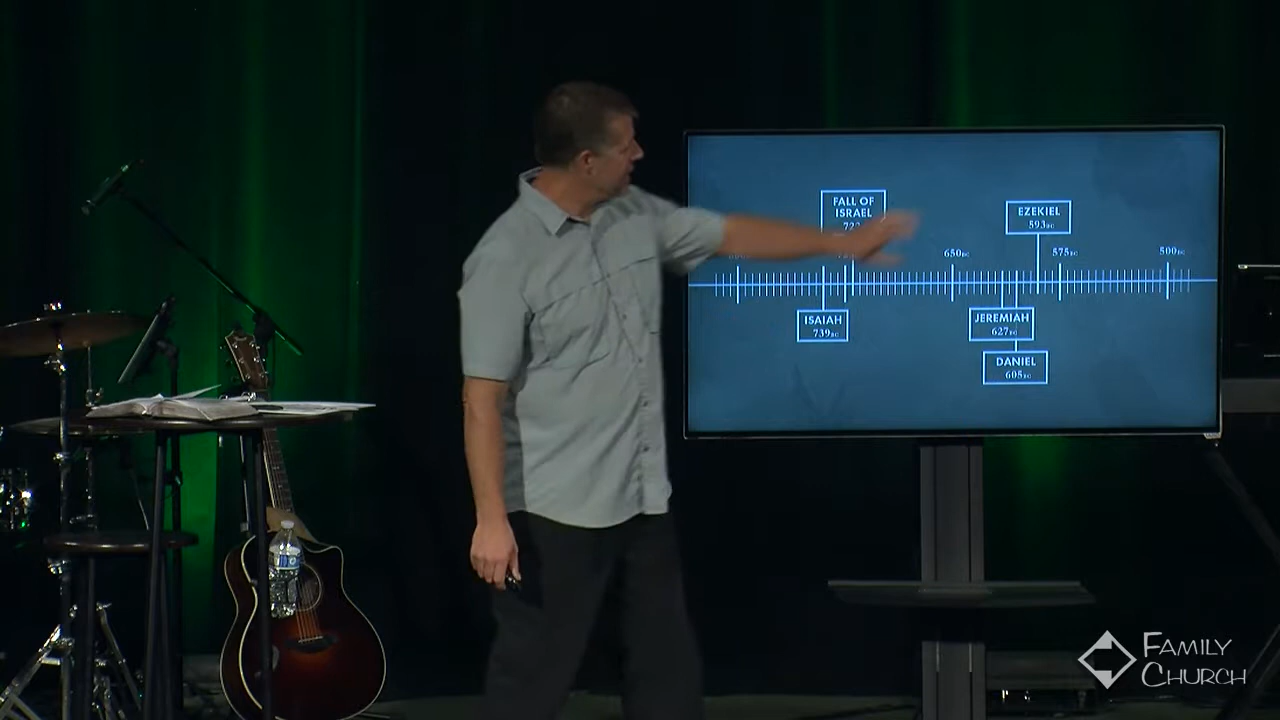 FALL OF
ISRAEL
EZEKIEL
593BC
650BC
575BC
500BC
ISAIAH
739BC
JEREMIAH
627BC
DANIEL
605BC
FAMILY
CHURCH